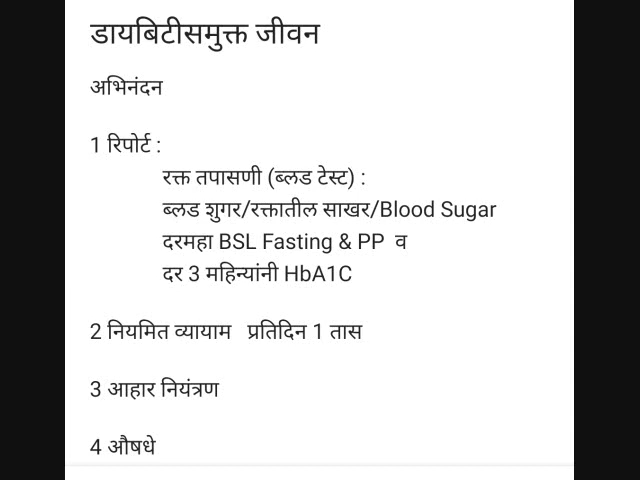 डायबिटीसमुक्त जीवन
अभिनंदन
1 रिपोर्ट :
रक्त तपासणी (ब्लड टेस्ट) :
ब्लड शुगर/रक्तातील साखर/Blood Sugar
दरमहा BSL Fasting & PP व
दर 3 महिन्यांनी HbA1C
2 नियमित व्यायाम प्रतिदिन 1 तास
3 आहार नियंत्रण
4 औषधे